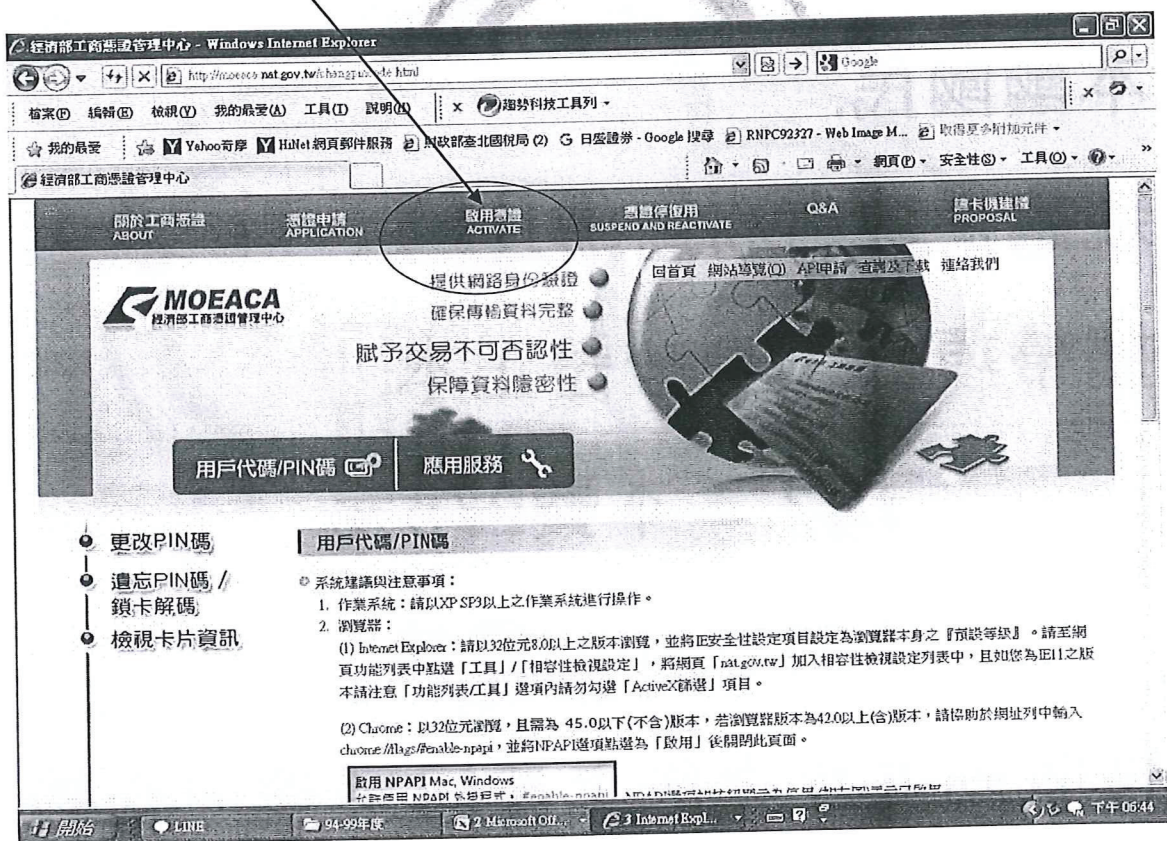 經濟部工商憑證管理中心 - Windows Internet Explorer
Google
檔案(F) 編輯(E) 檢視(V) 我的最愛(A) 工具(T) 說明(H) x 趨勢科技工具列
我的最愛 Yahoo奇摩 HiNet 網頁郵件服務 財政部臺北國稅局 (2) G 日盛證券 - Google 搜尋 RNPC92327 - Web Image M... 取得更多附加元件
經濟部工商憑證管理中心 網頁(P) 安全性(S) 工具(O)
關於工商憑證 憑證申請 啟用憑證 憑證停復用 Q&A 讀卡機建議
ABOUT APPLICATION ACTIVATE SUSPEND AND REACTIVATE PROPOSAL
回首頁 網站導覽(Q) API申請 查詢及下載 連絡我們
MOEACA
經濟部工商憑證管理中心
提供網路身份驗證
確保傳輸資料完整
賦予交易不可否認性
保障資料隱密性
用戶代碼/PIN碼 應用服務
更改PIN碼
遺忘PIN碼 /
鎖卡解碼
檢視卡片資訊
用戶代碼/PIN碼
系統建議與注意事項：
1. 作業系統：請以XP SP3以上之作業系統進行操作。
2. 瀏覽器：
(1) Internet Explorer：請以32位元8.0以上之版本瀏覽，並將IE安全性設定項目設定為瀏覽器本身之『預設等級』。請至網
頁功能列表中點選「工具」/「相容性檢視設定」，將網頁「nat.gov.tw」加入相容性檢視設定列表中，且如您為IE11之版
本請注意「功能列表/工具」選項內請勿勾選「ActiveX篩選」項目。
(2) Chrome：以32位元瀏覽，且需為 45.0以下(不含)版本，若瀏覽器版本為42.0以上(含)版本，請協助於網址列中輸入
chrome://flags/#enable-npapi，並將NPAPI選項點選為「啟用」後關閉此頁面。
啟用 NPAPI Mac, Windows
開始 LINE 94-99年度 2 Microsoft Off... 3 Internet Expl... 下午 06:44